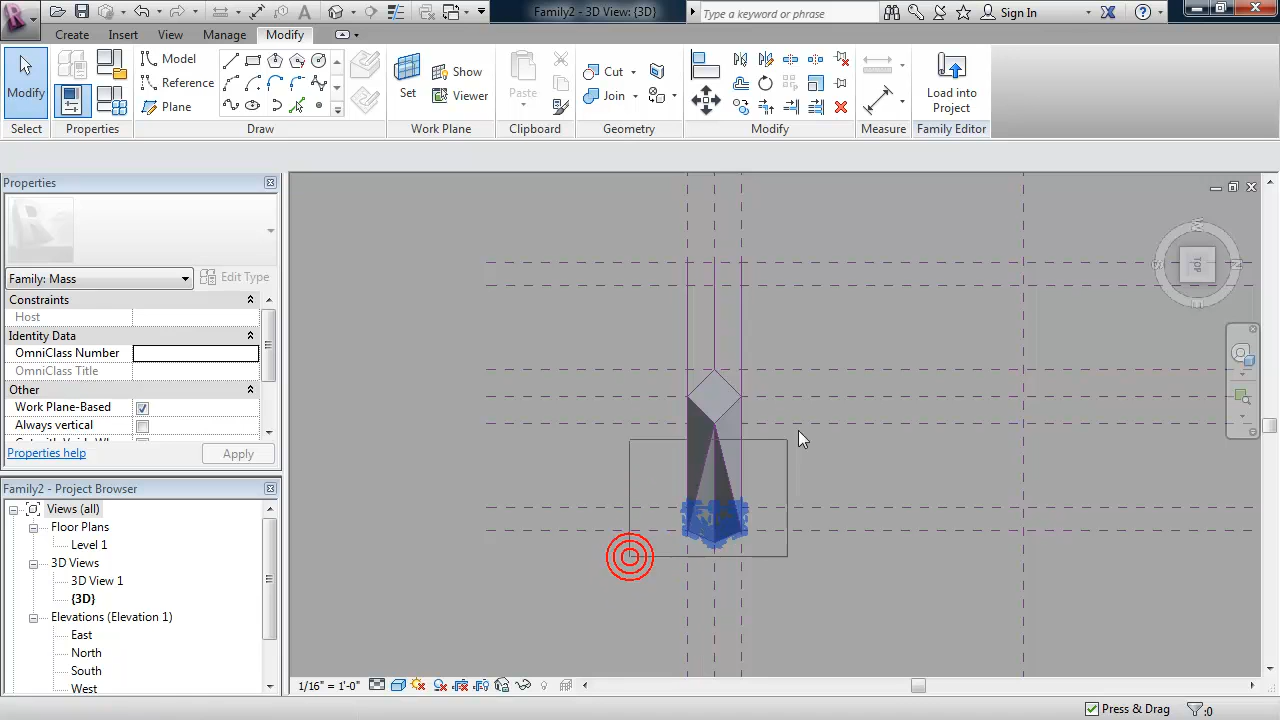 Family2 - 3D View: {3D}
Type a keyword or phrase
Sign In
Create
Insert
View
Manage
Modify
Model
Reference
Plane
Set
Show
Viewer
Paste
Cut
Join
Load into
Project
Modify
Select
Properties
Draw
Work Plane
Clipboard
Geometry
Modify
Measure
Family Editor
Properties
Family: Mass
Edit Type
Constraints
Host
Identity Data
OmniClass Number
OmniClass Title
Other
Work Plane-Based
Always vertical
Properties help
Apply
TOP
Family2 - Project Browser
Views (all)
Floor Plans
Level 1
3D Views
3D View 1
{3D}
Elevations (Elevation 1)
East
North
South
West
1/16" = 1'-0"
Press & Drag
:0